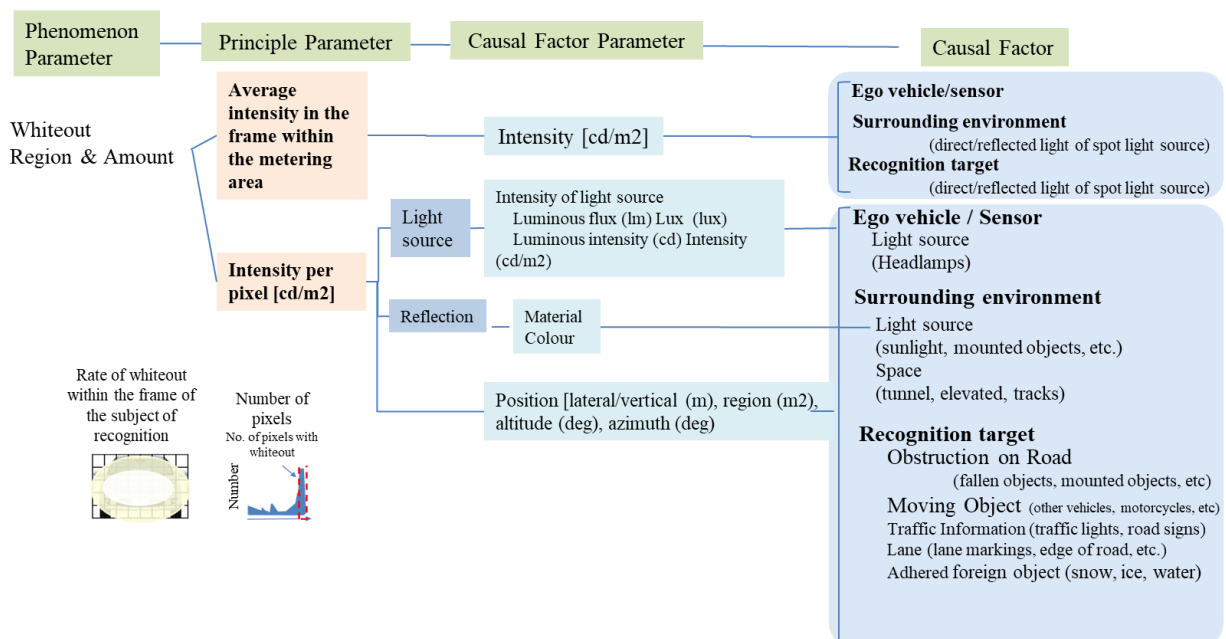 Phenomenon
Parameter
Principle Parameter
Causal Factor Parameter
Causal Factor
Whiteout
Region & Amount
Average
intensity in the
frame within
the metering
area
Intensity [cd/m2]
Ego vehicle/sensor
Surrounding environment
(direct/reflected light of spot light source)
Recognition target
(direct/reflected light of spot light source)
Intensity per
pixel [cd/m2]
Light
source
Intensity of light source
Luminous flux (lm) Lux (lux)
Luminous intensity (cd) Intensity
(cd/m2)
Reflection
Material
Colour
Position [lateral/vertical (m), region (m2),
altitude (deg), azimuth (deg)
Ego vehicle / Sensor
Light source
(Headlamps)
Surrounding environment
Light source
(sunlight, mounted objects, etc.)
Space
(tunnel, elevated, tracks)
Recognition target
Obstruction on Road
(fallen objects, mounted objects, etc)
Moving Object (other vehicles, motorcycles, etc)
Traffic Information (traffic lights, road signs)
Lane (lane markings, edge of road, etc.)
Adhered foreign object (snow, ice, water)
Rate of whiteout
within the frame of
the subject of
recognition
Number of
pixels
No. of pixels with
whiteout
Number